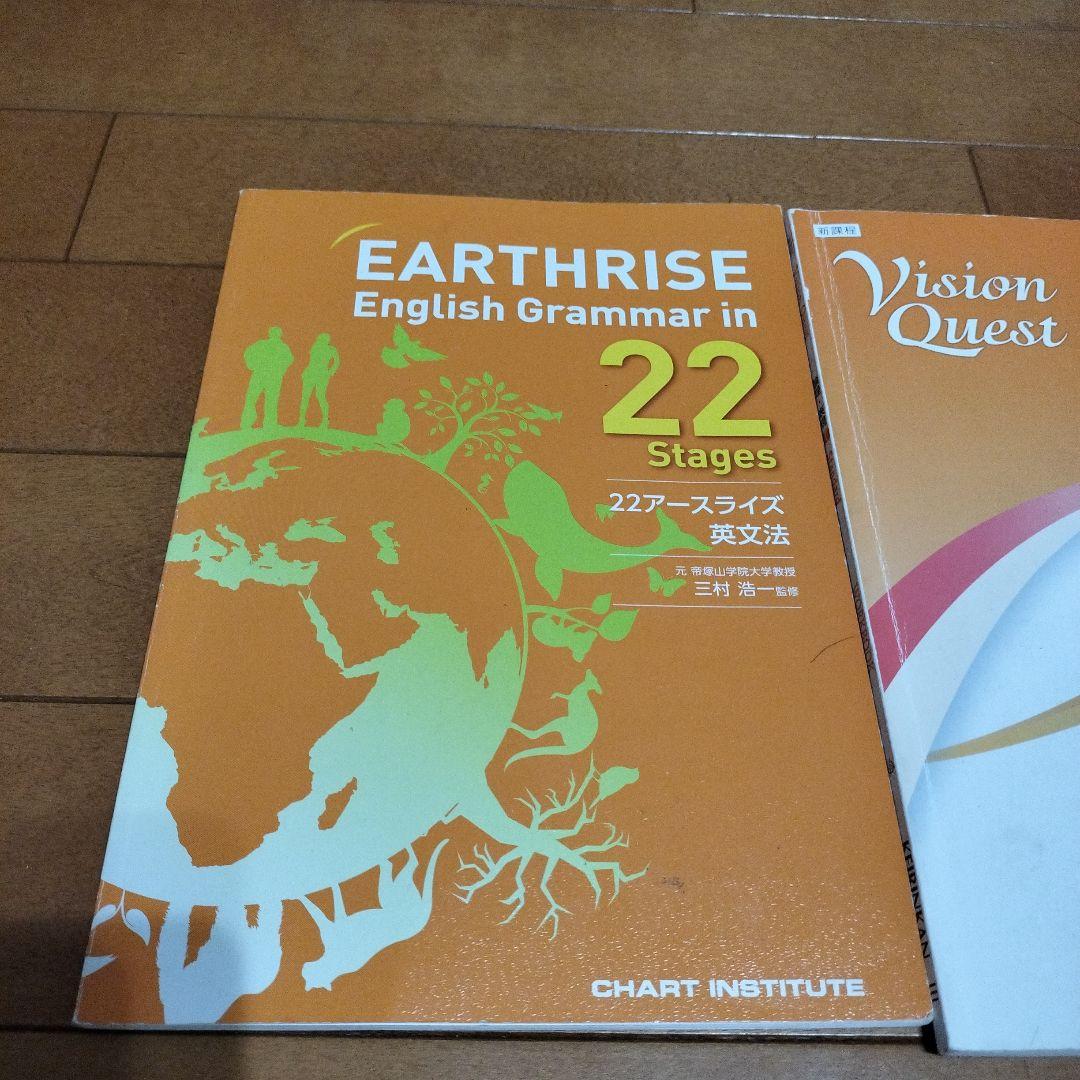 EARTHRISE
English Grammar in
22
Stages
22アースライズ
英文法
元 帝塚山学院大学教授
三村 浩一 監修
CHART INSTITUTE
新課程
Vision
Quest
KEIRINKAN